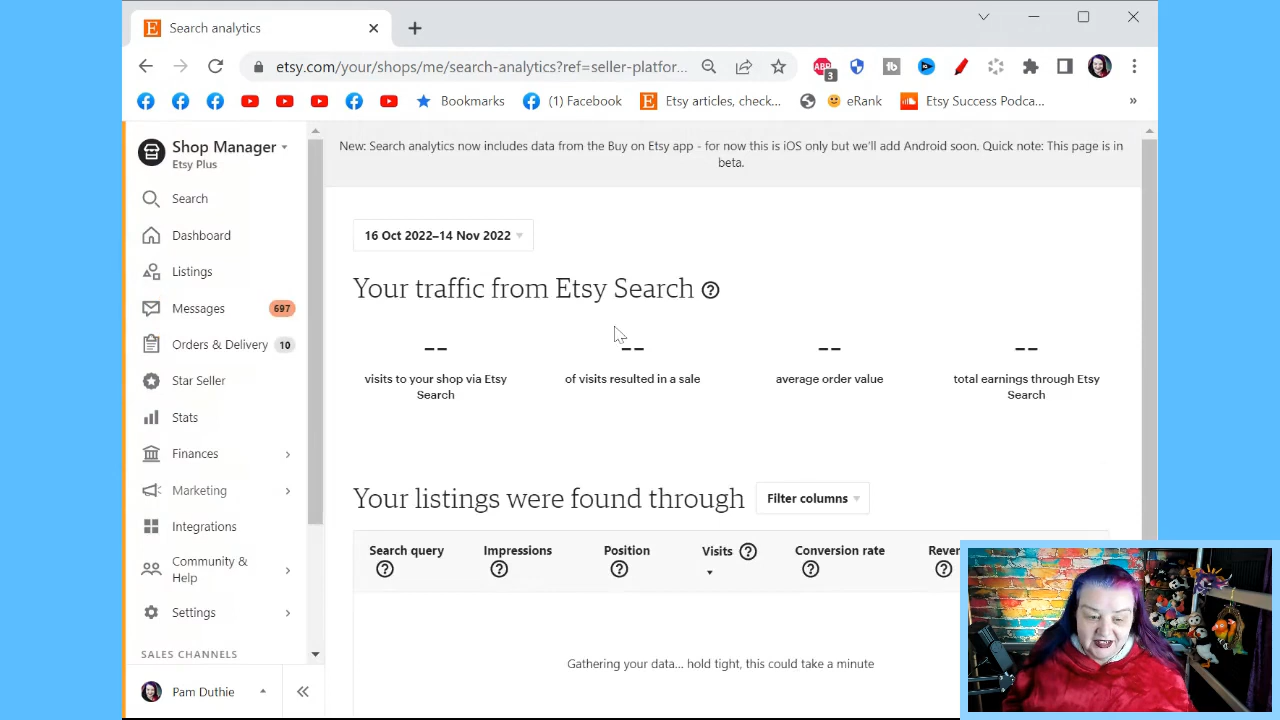 Search analytics
etsy.com/your/shops/me/search-analytics?ref=seller-platfor...
ABP
3
tb
Bookmarks
(1) Facebook
Etsy articles, check...
eRank
Etsy Success Podca...
»
Shop Manager
Etsy Plus
Search
Dashboard
Listings
Messages 697
Orders & Delivery 10
Star Seller
Stats
Finances
Marketing
Integrations
Community &
Help
Settings
SALES CHANNELS
Pam Duthie
New: Search analytics now includes data from the Buy on Etsy app - for now this is iOS only but we'll add Android soon. Quick note: This page is in
beta.
16 Oct 2022–14 Nov 2022
Your traffic from Etsy Search ?
-- -- -- --
visits to your shop via Etsy
Search
of visits resulted in a sale
average order value
total earnings through Etsy
Search
Your listings were found through
Filter columns
Search query ?
Impressions ?
Position ?
Visits ?
Conversion rate ?
Rever
?
Gathering your data... hold tight, this could take a minute